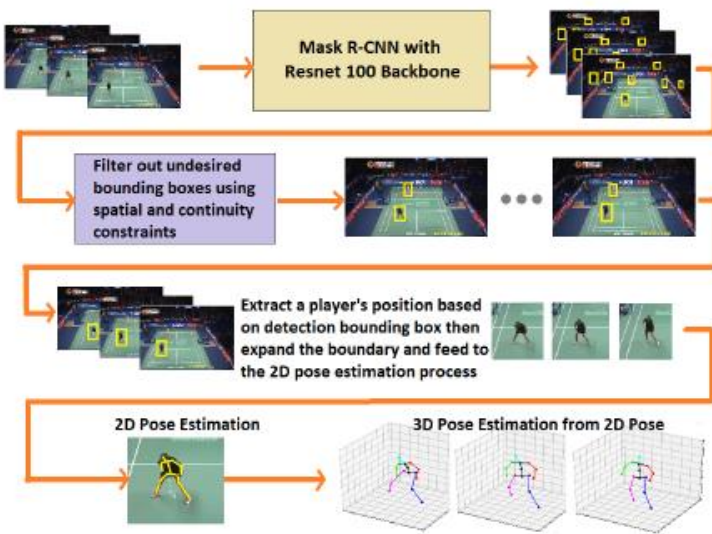 Mask R-CNN with
Resnet 100 Backbone
Filter out undesired
bounding boxes using
spatial and continuity
constraints
Extract a player's position based
on detection bounding box then
expand the boundary and feed to
the 2D pose estimation process
2D Pose Estimation
3D Pose Estimation from 2D Pose